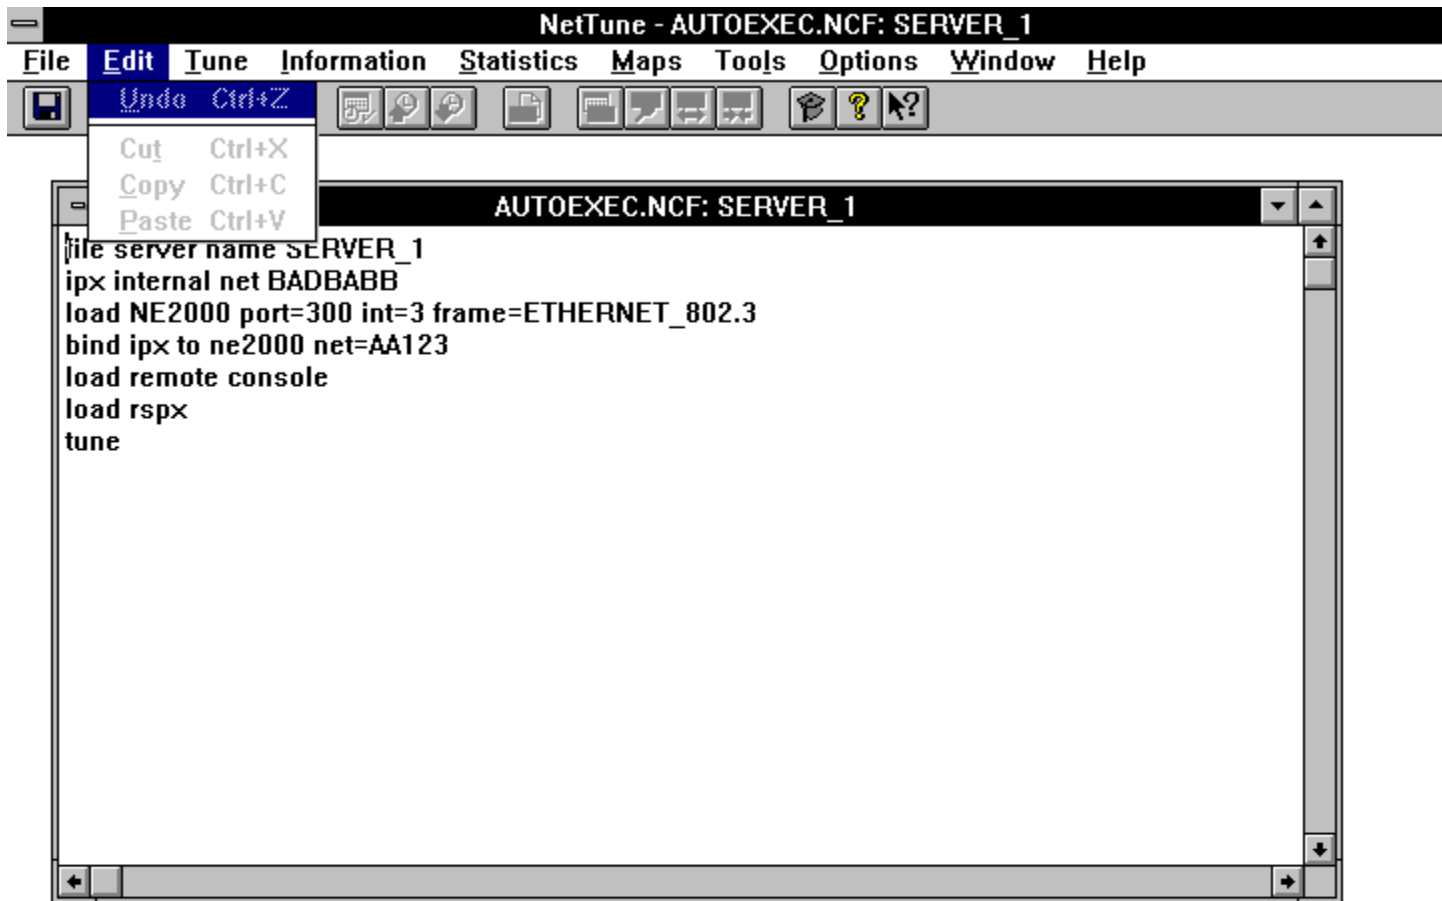 NetTune - AUTOEXEC.NCF: SERVER_1
File Edit Tune Information Statistics Maps Tools Options Window Help
Undo Ctrl+Z
Cut Ctrl+X
Copy Ctrl+C
Paste Ctrl+V
AUTOEXEC.NCF: SERVER_1
file server name SERVER_1
ipx internal net BADBABB
load NE2000 port=300 int=3 frame=ETHERNET_802.3
bind ipx to ne2000 net=AA123
load remote console
load rspx
tune